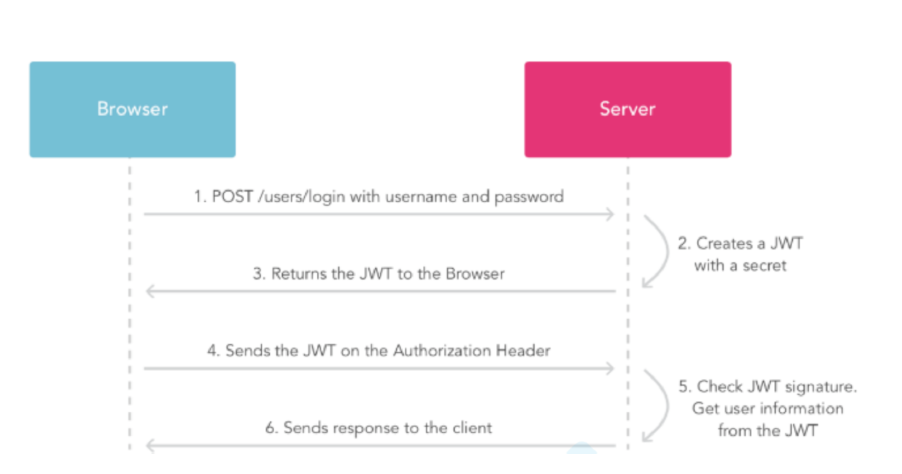 Browser
Server
1. POST /users/login with username and password
2. Creates a JWT
with a secret
3. Returns the JWT to the Browser
4. Sends the JWT on the Authorization Header
5. Check JWT signature.
Get user information
from the JWT
6. Sends response to the client